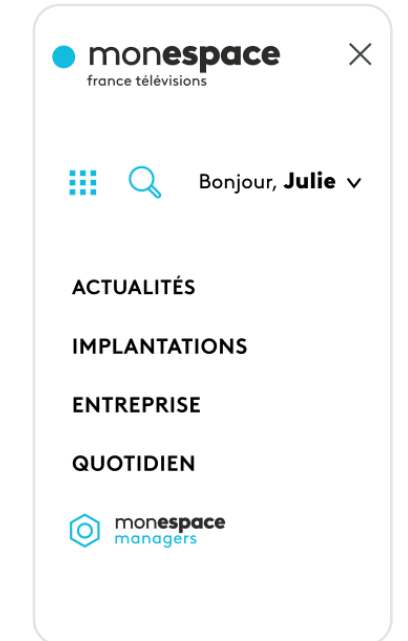 monespace
france télévisions
Bonjour, Julie
ACTUALITÉS
IMPLANTATIONS
ENTREPRISE
QUOTIDIEN
monespace
managers